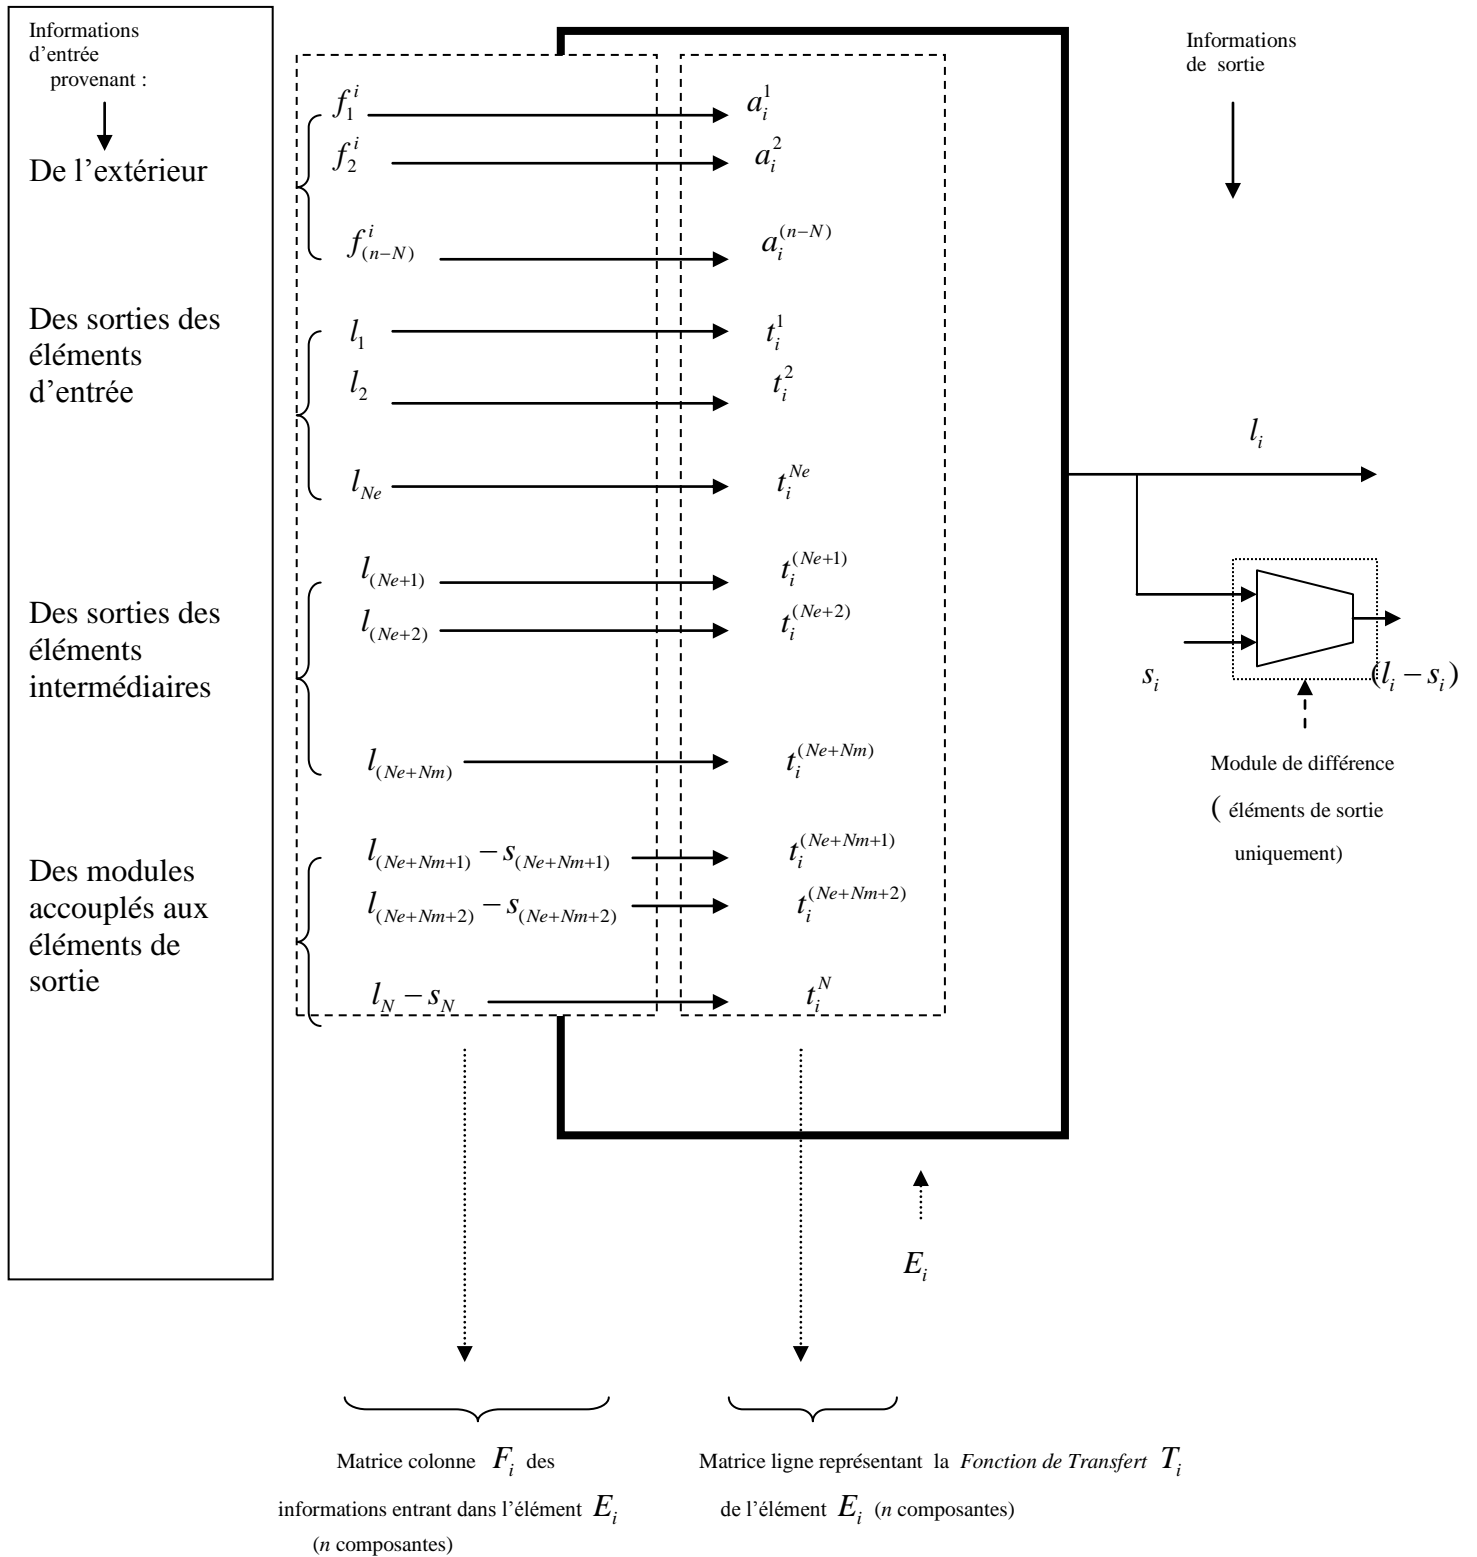 Informations
d’entrée
provenant :
De l’extérieur
Des sorties des
éléments
d’entrée
Des sorties des
éléments
intermédiaires
Des modules
accouplés aux
éléments de
sortie
f_1^i a_i^1
f_2^i a_i^2
f_{(n−N)}^i a_i^{(n−N)}
l_1 t_i^1
l_2 t_i^2
l_{Ne} t_i^{Ne}
l_{(Ne+1)} t_i^{(Ne+1)}
l_{(Ne+2)} t_i^{(Ne+2)}
l_{(Ne+Nm)} t_i^{(Ne+Nm)}
l_{(Ne+Nm+1)} − s_{(Ne+Nm+1)} t_i^{(Ne+Nm+1)}
l_{(Ne+Nm+2)} − s_{(Ne+Nm+2)} t_i^{(Ne+Nm+2)}
l_N − s_N t_i^N
Informations
de sortie
l_i
s_i
(l_i − s_i)
Module de différence
( éléments de sortie
uniquement)
E_i
Matrice colonne F_i des
informations entrant dans l’élément E_i
(n composantes)
Matrice ligne représentant la Fonction de Transfert T_i
de l’élément E_i (n composantes)